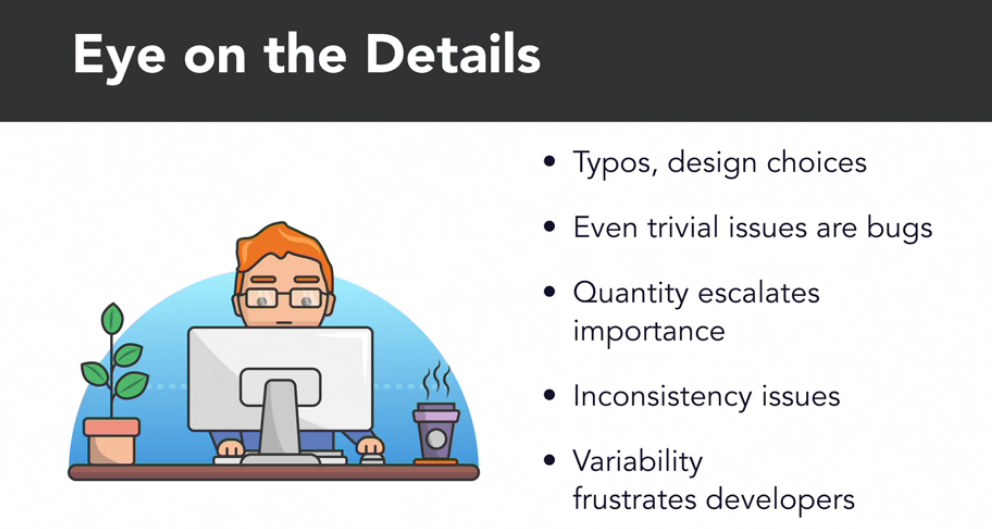 Eye on the Details
• Typos, design choices
• Even trivial issues are bugs
• Quantity escalates
importance
• Inconsistency issues
• Variability
frustrates developers